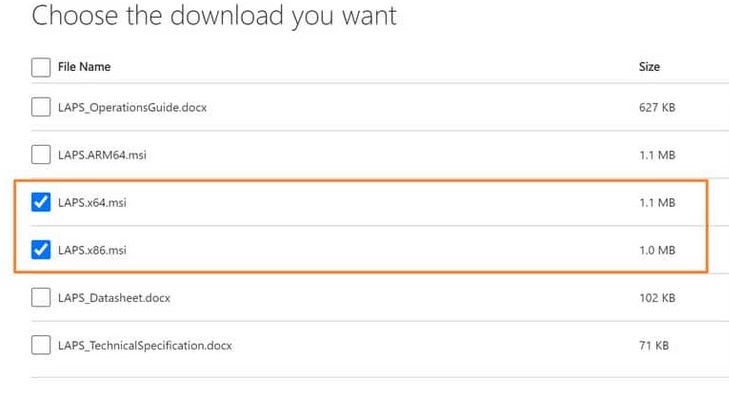 Choose the download you want
File Name Size
LAPS_OperationsGuide.docx 627 KB
LAPS.ARM64.msi 1.1 MB
LAPS.x64.msi 1.1 MB
LAPS.x86.msi 1.0 MB
LAPS_Datasheet.docx 102 KB
LAPS_TechnicalSpecification.docx 71 KB